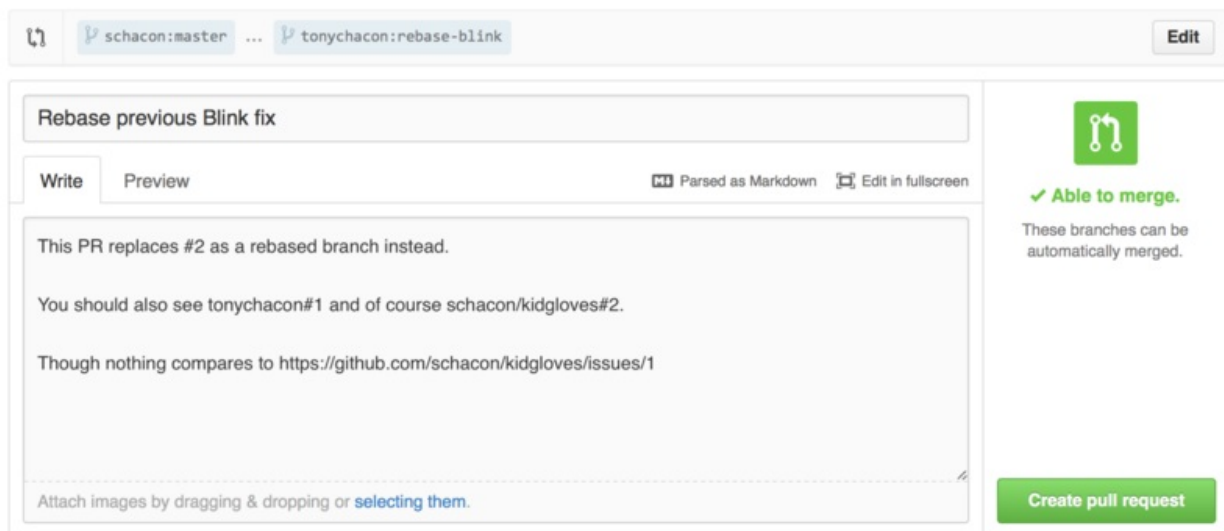 schacon:master ... tonychacon:rebase-blink Edit
Rebase previous Blink fix
Write Preview Parsed as Markdown Edit in fullscreen
This PR replaces #2 as a rebased branch instead.
You should also see tonychacon#1 and of course schacon/kidgloves#2.
Though nothing compares to https://github.com/schacon/kidgloves/issues/1
Attach images by dragging & dropping or selecting them.
✓ Able to merge.
These branches can be
automatically merged.
Create pull request